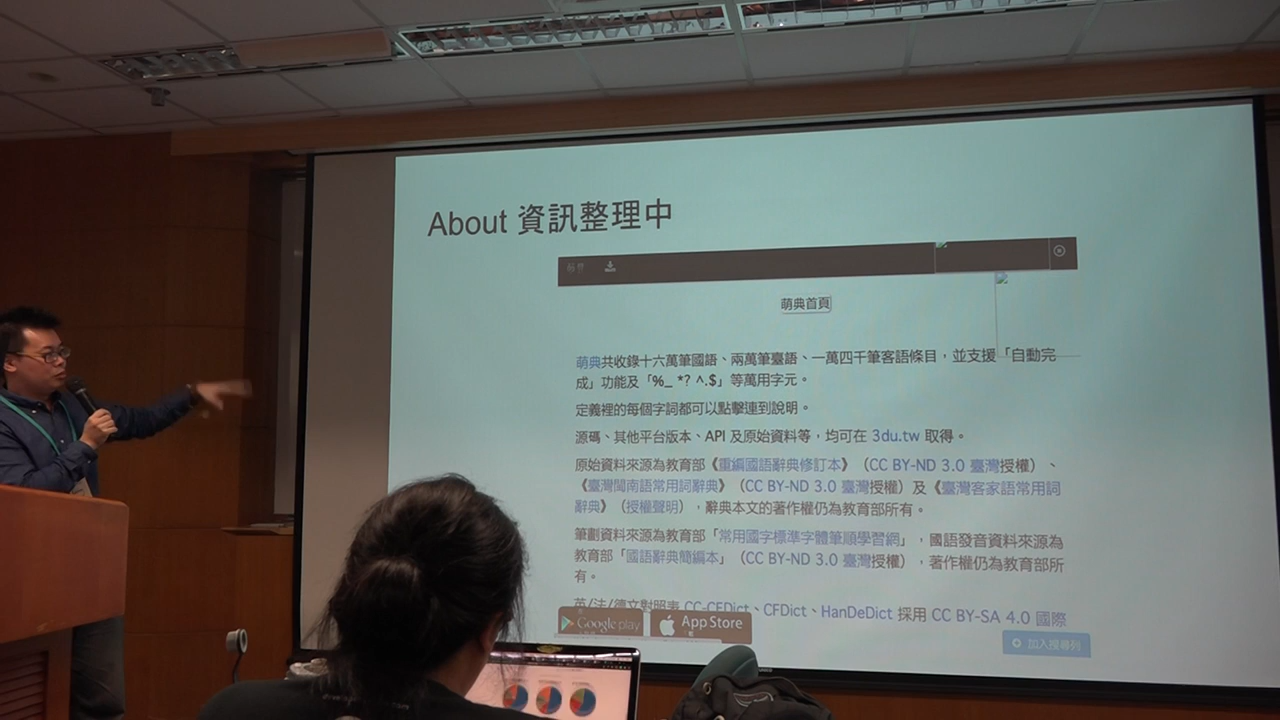 About 資訊整理中
萌典首頁
萌典共收錄十六萬筆國語、兩萬筆臺語、一萬四千筆客語條目，並支援「自動完
成」功能及「%_ *? ^.$」等萬用字元。
定義裡的每個字詞都可以點擊連到說明。
源碼、其他平台版本、API 及原始資料等，均可在 3du.tw 取得。
原始資料來源為教育部《重編國語辭典修訂本》（CC BY-ND 3.0 臺灣授權）、
《臺灣閩南語常用詞辭典》（CC BY-ND 3.0 臺灣授權）及《臺灣客家語常用詞
辭典》（授權聲明），辭典本文的著作權仍為教育部所有。
筆劃資料來源為教育部「常用國字標準字體筆順學習網」，國語發音資料來源為
教育部「國語辭典簡編本」（CC BY-ND 3.0 臺灣授權），著作權仍為教育部所
有。
英/法/德文對照表 CC-CEDict、CFDict、HanDeDict 採用 CC BY-SA 4.0 國際
Google play
App Store
加入搜尋列